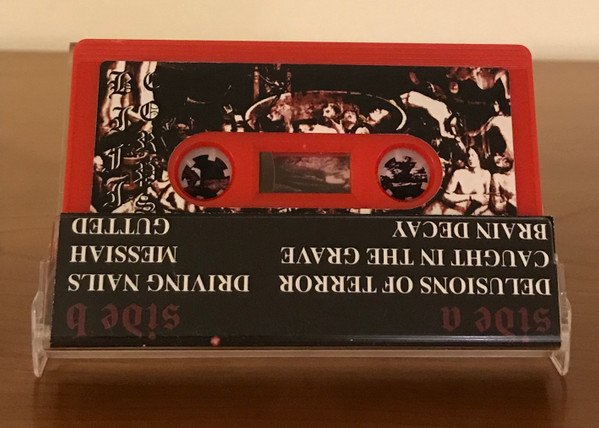 side a
DELUSIONS OF TERROR
CAUGHT IN THE GRAVE
BRAIN DECAY
side b
DRIVING NAILS
MESSIAH
GUTTED